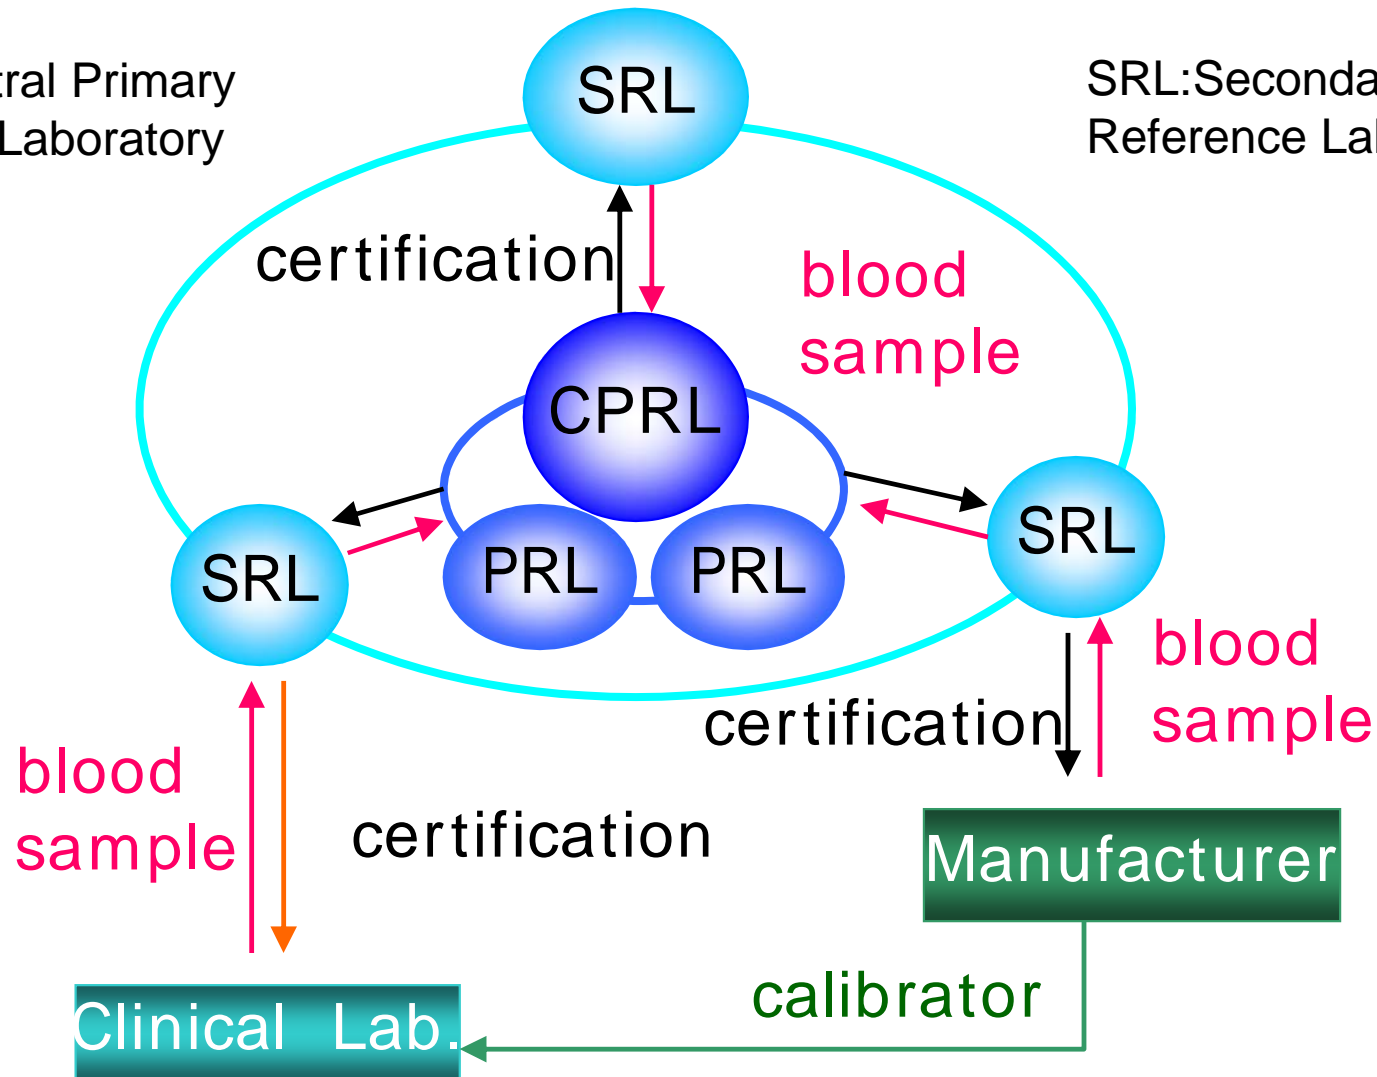 SRL
tral Primary
Laboratory
SRL:Seconda
Reference La
certification
blood
sample
CPRL
SRL
PRL
PRL
SRL
blood
sample
certification
blood
sample
certification
Manufacturer
calibrator
Clinical Lab.